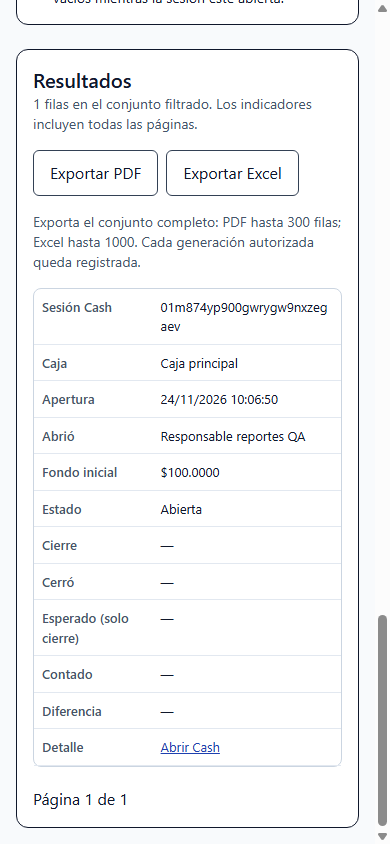 vacíos mientras la sesión esté abierta.
Resultados
1 filas en el conjunto filtrado. Los indicadores
incluyen todas las páginas.
Exportar PDF
Exportar Excel
Exporta el conjunto completo: PDF hasta 300 filas;
Excel hasta 1000. Cada generación autorizada
queda registrada.
Sesión Cash
01m874yp900gwrygw9nxzeg
aev
Caja
Caja principal
Apertura
24/11/2026 10:06:50
Abrió
Responsable reportes QA
Fondo inicial
$100.0000
Estado
Abierta
Cierre
—
Cerró
—
Esperado (solo
cierre)
—
Contado
—
Diferencia
—
Detalle
Abrir Cash
Página 1 de 1